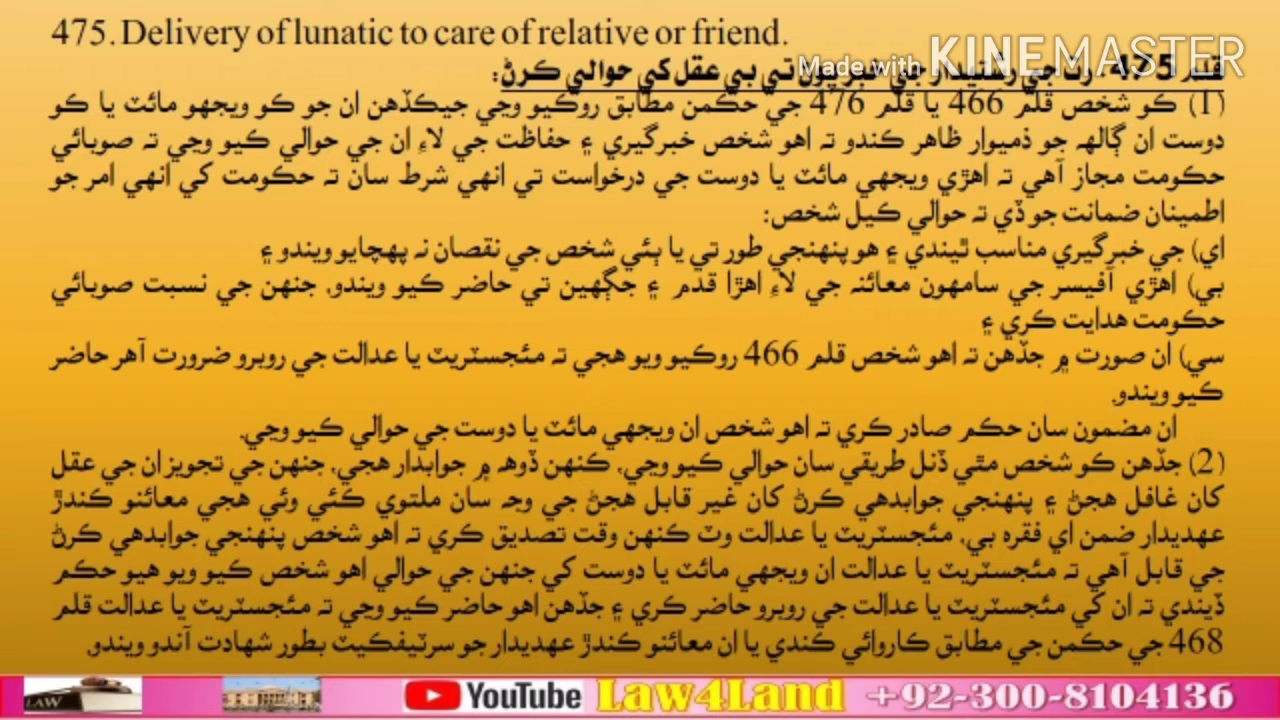 475. Delivery of lunatic to care of relative or friend.
Made with KINEMASTER
قلم 475. مٽ جي رشتيدار جي خبر چون تي بي عقل کي حوالي ڪرڻ:
(1) ڪو شخص قلم 466 يا قلم 476 جي حڪمن مطابق روڪيو وڃي جيڪڏهن ان جو ڪو ويجهو مائٽ يا ڪو
دوست ان ڳالهه جو ذميوار ظاهر ڪندو ته اهو شخص خبرگيري ۽ حفاظت جي لاءِ ان جي حوالي ڪيو وڃي ته صوبائي
حڪومت مجاز آهي ته اهڙي ويجهي مائٽ يا دوست جي درخواست تي انهي شرط سان ته حڪومت کي انهي امر جو
اطمينان ضمانت جو ڏي ته حوالي ڪيل شخص:
اي) جي خبرگيري مناسب ٿيندي ۽ هو پنهنجي طور تي يا ٻئي شخص جي نقصان نه پهچايو ويندو ۽
بي) اهڙي آفيسر جي سامهون معائنه جي لاءِ اهڙا قدم ۽ جڳهين تي حاضر ڪيو ويندو، جنهن جي نسبت صوبائي
حڪومت هدايت ڪري ۽
سي) ان صورت ۾ جڏهن ته اهو شخص قلم 466 روڪيو ويو هجي ته مئجسٽريٽ يا عدالت جي روبرو ضرورت آهر حاضر
ڪيو ويندو.
ان مضمون سان حڪم صادر ڪري ته اهو شخص ان ويجهي مائٽ يا دوست جي حوالي ڪيو وڃي.
(2) جڏهن ڪو شخص مٿي ڏنل طريقي سان حوالي ڪيو وڃي، ڪنهن ڏوهه ۾ جوابدار هجي، جنهن جي تجويز ان جي عقل
کان غافل هجڻ ۽ پنهنجي جوابدهي ڪرڻ کان غير قابل هجڻ جي وجه سان ملتوي ڪئي وئي هجي معائنو ڪندڙ
عهديدار ضمن اي فقره بي، مئجسٽريٽ يا عدالت وٽ ڪنهن وقت تصديق ڪري ته اهو شخص پنهنجي جوابدهي ڪرڻ
جي قابل آهي ته مئجسٽريٽ يا عدالت ان ويجهي مائٽ يا دوست کي جنهن جي حوالي اهو شخص ڪيو ويو هيو حڪم
ڏيندي ته ان کي مئجسٽريٽ يا عدالت جي روبرو حاضر ڪري ۽ جڏهن اهو حاضر ڪيو وڃي ته مئجسٽريٽ يا عدالت قلم
468 جي حڪمن جي مطابق ڪاروائي ڪندي يا ان معائنو ڪندڙ عهديدار جو سرٽيفڪيٽ بطور شهادت آندو ويندو.
LAW YouTube Law4Land +92-300-8104136